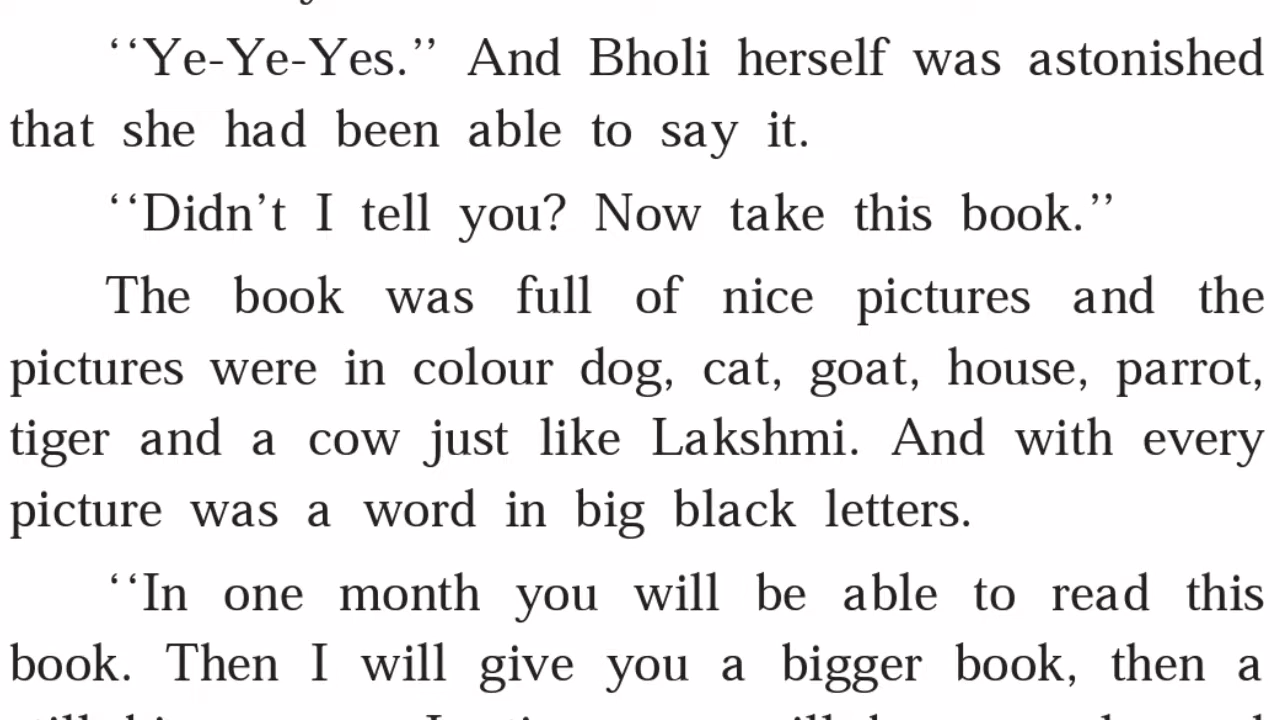 ‘‘Ye-Ye-Yes.’’ And Bholi herself was astonished
that she had been able to say it.
‘‘Didn’t I tell you? Now take this book.’’
The book was full of nice pictures and the
pictures were in colour dog, cat, goat, house, parrot,
tiger and a cow just like Lakshmi. And with every
picture was a word in big black letters.
‘‘In one month you will be able to read this
book. Then I will give you a bigger book, then a